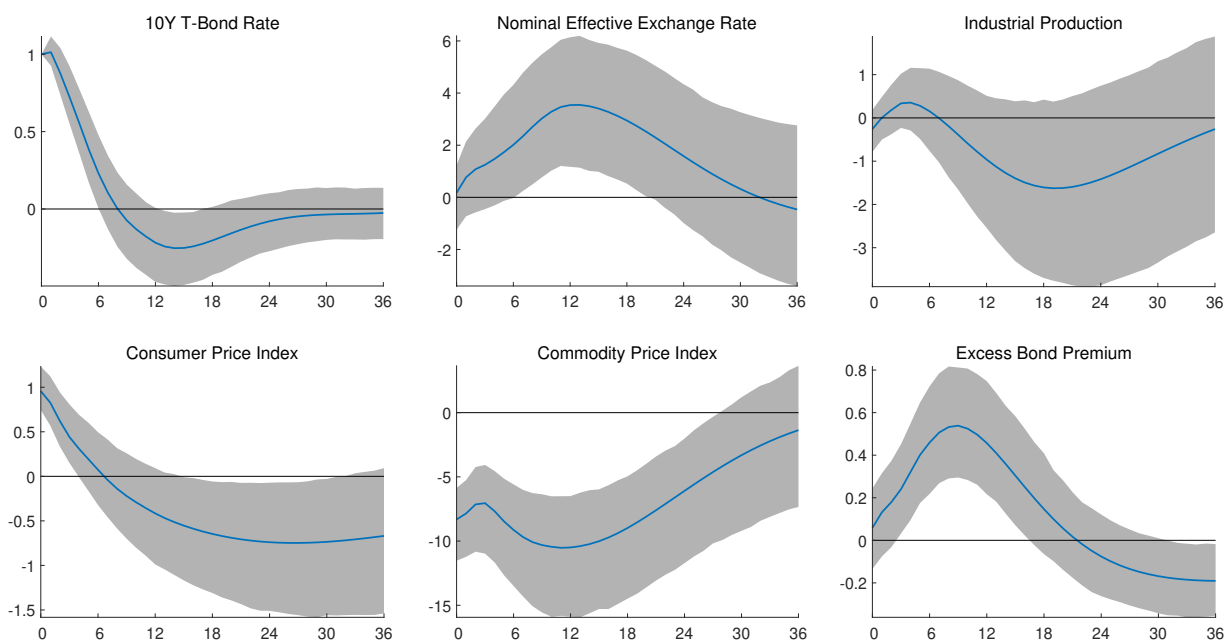 10Y T-Bond Rate
1
0.5
0
0 6 12 18 24 30 36
Nominal Effective Exchange Rate
6
4
2
0
-2
0 6 12 18 24 30 36
Industrial Production
1
0
-1
-2
-3
0 6 12 18 24 30 36
Consumer Price Index
1
0.5
0
-0.5
-1
-1.5
0 6 12 18 24 30 36
Commodity Price Index
0
-5
-10
-15
0 6 12 18 24 30 36
Excess Bond Premium
0.8
0.6
0.4
0.2
0
-0.2
0 6 12 18 24 30 36